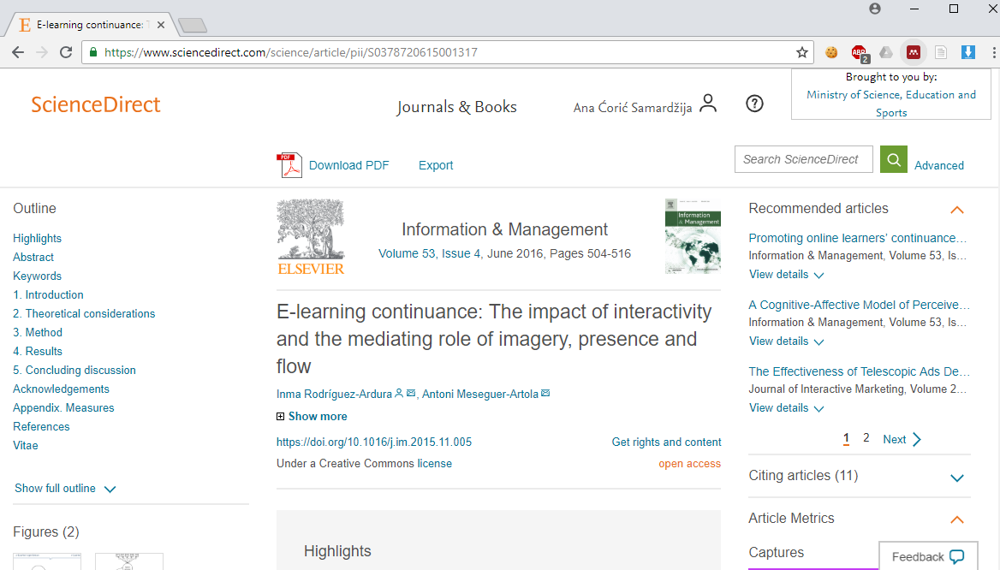 E-learning continuance: T
https://www.sciencedirect.com/science/article/pii/S0378720615001317
ABP
2
Brought to you by:
Ministry of Science, Education and
Sports
ScienceDirect
Journals & Books
Ana Ćorić Samardžija
?
PDF
Download PDF
Export
Search ScienceDirect
Advanced
Outline
Highlights
Abstract
Keywords
1. Introduction
2. Theoretical considerations
3. Method
4. Results
5. Concluding discussion
Acknowledgements
Appendix. Measures
References
Vitae
Show full outline
Figures (2)
ELSEVIER
Information & Management
Volume 53, Issue 4, June 2016, Pages 504-516
Information
& Management
E-learning continuance: The impact of interactivity
and the mediating role of imagery, presence and
flow
Inma Rodríguez-Ardura, Antoni Meseguer-Artola
Show more
https://doi.org/10.1016/j.im.2015.11.005
Get rights and content
Under a Creative Commons license
open access
Highlights
Recommended articles
Promoting online learners' continuance…
Information & Management, Volume 53, Is…
View details
A Cognitive-Affective Model of Perceive…
Information & Management, Volume 53, Is…
View details
The Effectiveness of Telescopic Ads De…
Journal of Interactive Marketing, Volume 2…
View details
1 2 Next
Citing articles (11)
Article Metrics
Captures
Feedback